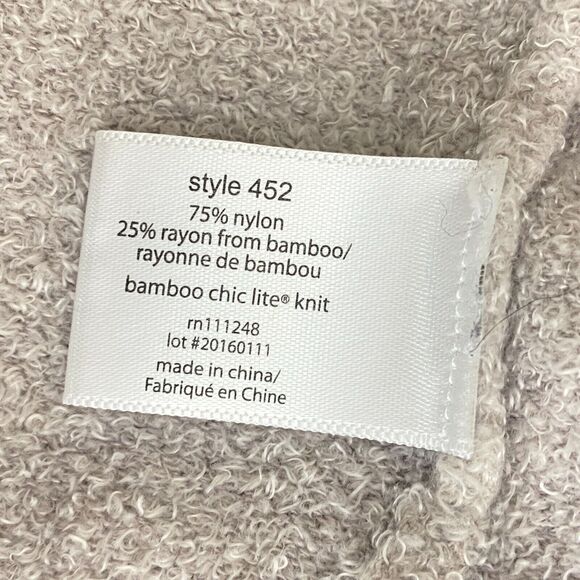 style 452
75% nylon
25% rayon from bamboo/
rayonne de bambou
bamboo chic lite® knit
rn111248
lot #20160111
made in china/
Fabriqué en Chine